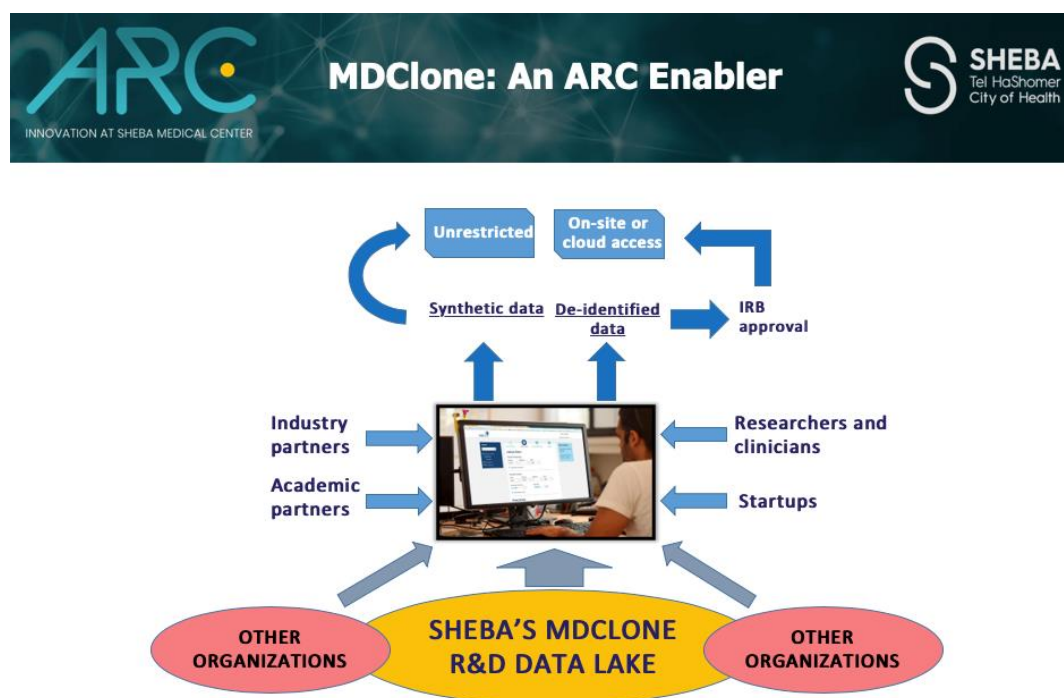 ARC
INNOVATION AT SHEBA MEDICAL CENTER
MDClone: An ARC Enabler
SHEBA
Tel HaShomer
City of Health
Unrestricted
On-site or
cloud access
Synthetic data
De-identified
data
IRB
approval
Industry
partners
Researchers and
clinicians
Academic
partners
Startups
OTHER
ORGANIZATIONS
SHEBA’S MDCLONE
R&D DATA LAKE
OTHER
ORGANIZATIONS